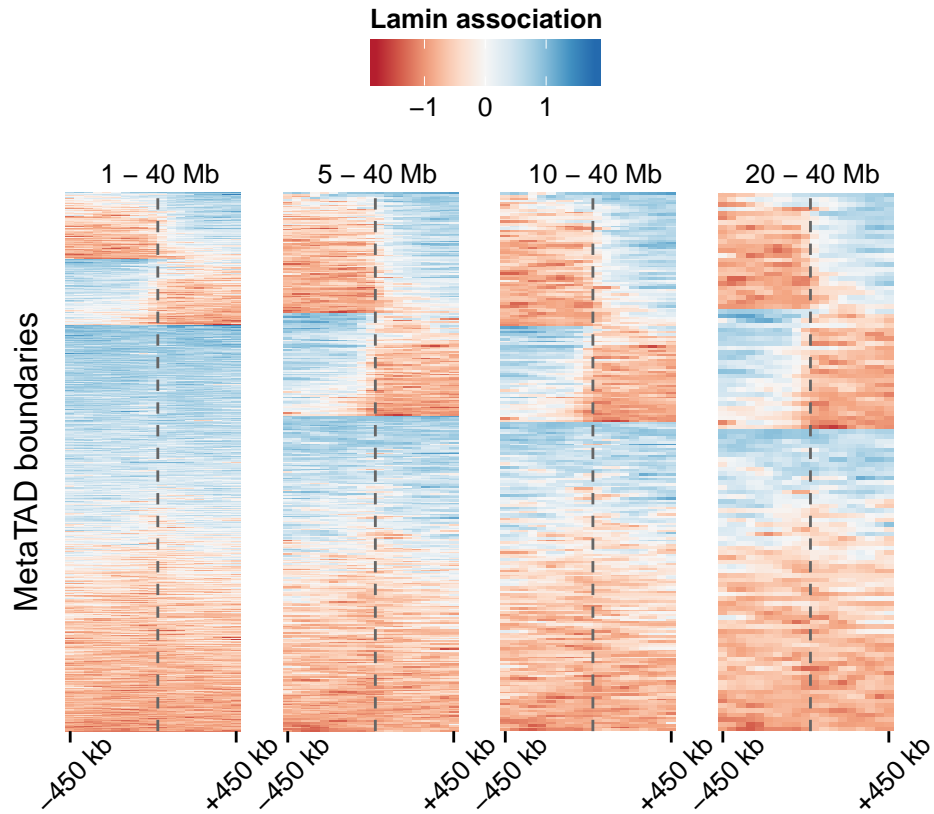 Lamin association
−1 0 1
1 − 40 Mb 5 − 40 Mb 10 − 40 Mb 20 − 40 Mb
MetaTAD boundaries
−450 kb +450 kb −450 kb +450 kb −450 kb +450 kb −450 kb +450 kb